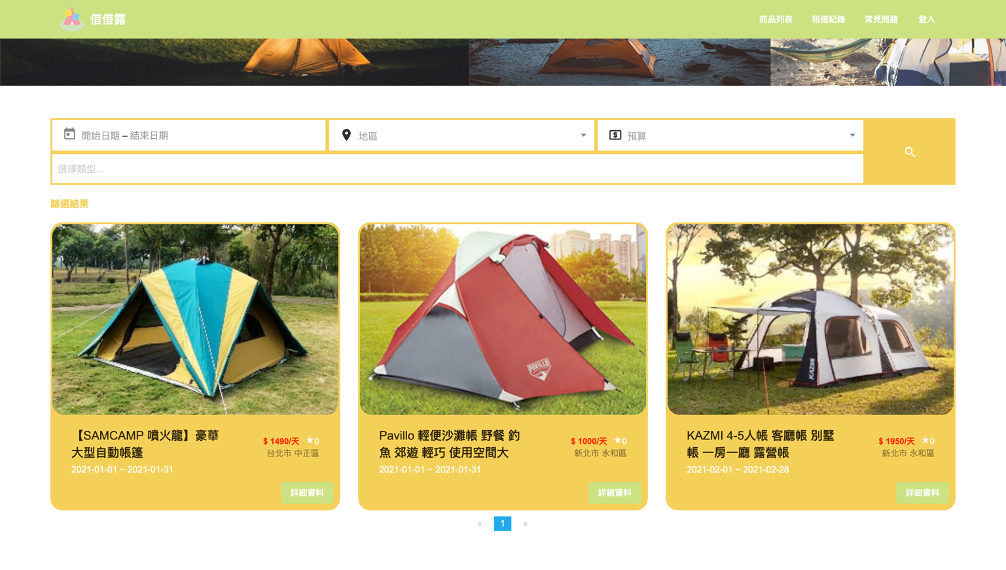 借借露
商品列表 租借記錄 常見問題 登入
開始日期 – 結束日期
地區
預算
選擇類型...
篩選結果
PAVILLO
KAZMI
【SAMCAMP 噴火龍】豪華
大型自動帳篷
$ 1490/天 ★0
台北市 中正區
2021-01-01 ~ 2021-01-31
詳細資料
Pavillo 輕便沙灘帳 野餐 釣
魚 郊遊 輕巧 使用空間大
$ 1000/天 ★0
新北市 永和區
2021-01-01 ~ 2021-01-31
詳細資料
KAZMI 4-5人帳 客廳帳 別墅
帳 一房一廳 露營帳
$ 1950/天 ★0
新北市 永和區
2021-02-01 ~ 2021-02-28
詳細資料
« 1 »